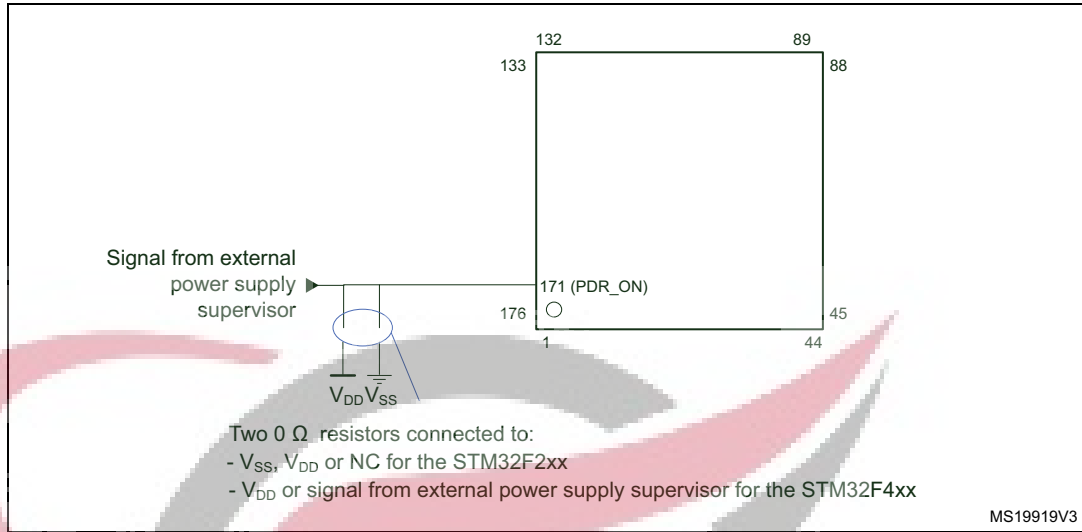 132
89
133
88
Signal from external
power supply
supervisor
171 (PDR_ON)
176
45
1
44
VDD VSS
Two 0 Ω resistors connected to:
- VSS, VDD or NC for the STM32F2xx
- VDD or signal from external power supply supervisor for the STM32F4xx
MS19919V3